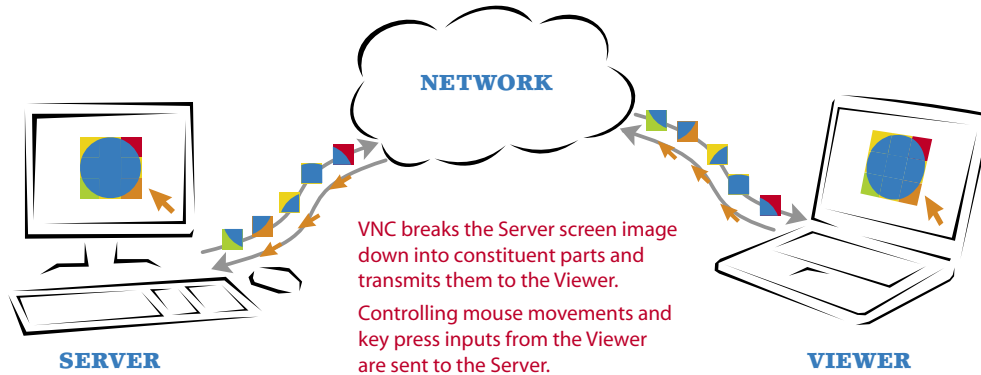 NETWORK
VNC breaks the Server screen image
down into constituent parts and
transmits them to the Viewer.
Controlling mouse movements and
key press inputs from the Viewer
are sent to the Server.
SERVER
VIEWER